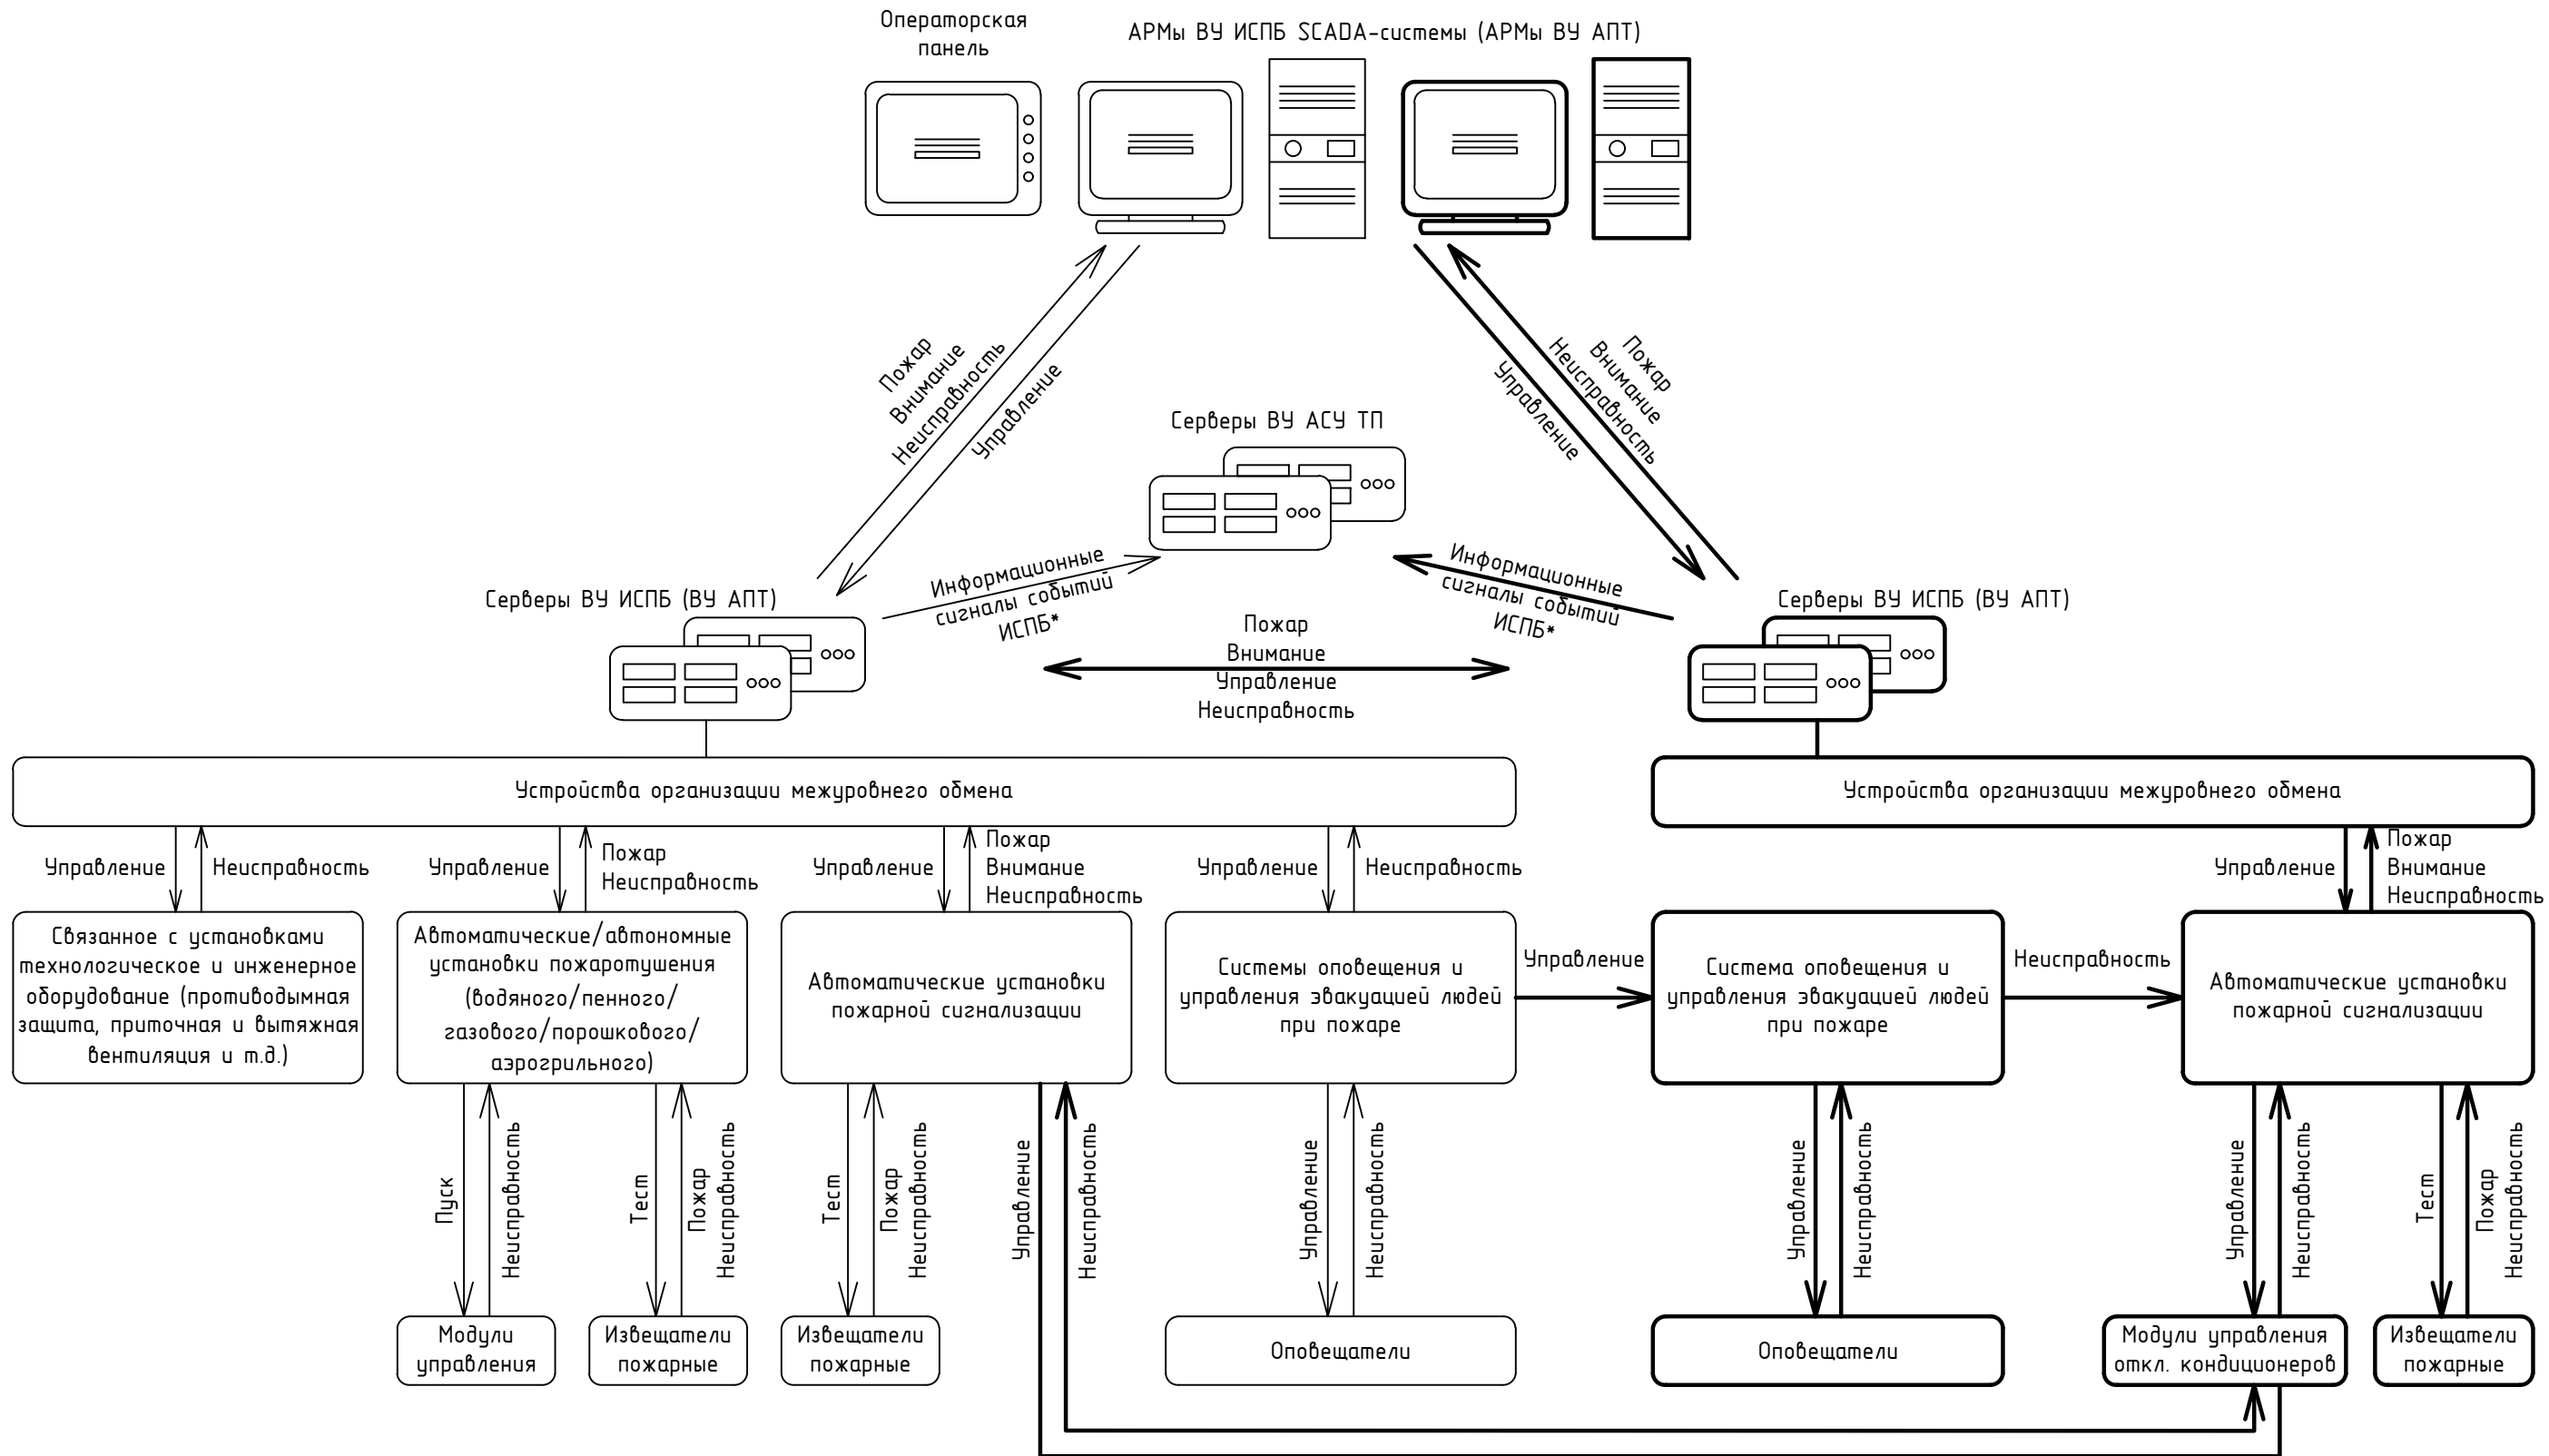 Операторская
панель
АРМы ВУ ИСПБ SCADA-системы (АРМы ВУ АПТ)
Пожар
Внимание
Неисправность
Управление
Пожар
Внимание
Неисправность
Управление
Серверы ВУ АСУ ТП
Информационные
сигналы событий
ИСПБ*
Информационные
сигналы событий
ИСПБ*
Серверы ВУ ИСПБ (ВУ АПТ)
Серверы ВУ ИСПБ (ВУ АПТ)
Пожар
Внимание
Управление
Неисправность
Устройства организации межуровнего обмена
Устройства организации межуровнего обмена
Управление
Неисправность
Управление
Пожар
Неисправность
Управление
Пожар
Внимание
Неисправность
Управление
Неисправность
Управление
Пожар
Внимание
Неисправность
Связанное с установками
технологическое и инженерное
оборудование (противодымная
защита, приточная и вытяжная
вентиляция и т.д.)
Автоматические/автономные
установки пожаротушения
(водяного/пенного/
газового/порошкового/
аэрогрильного)
Автоматические установки
пожарной сигнализации
Системы оповещения и
управления эвакуацией людей
при пожаре
Управление
Система оповещения и
управления эвакуацией людей
при пожаре
Неисправность
Автоматические установки
пожарной сигнализации
Пуск
Неисправность
Тест
Пожар
Неисправность
Тест
Пожар
Неисправность
Управление
Неисправность
Управление
Неисправность
Управление
Неисправность
Управление
Неисправность
Тест
Пожар
Неисправность
Модули
управления
Извещатели
пожарные
Извещатели
пожарные
Оповещатели
Оповещатели
Модули управления
откл. кондиционеров
Извещатели
пожарные